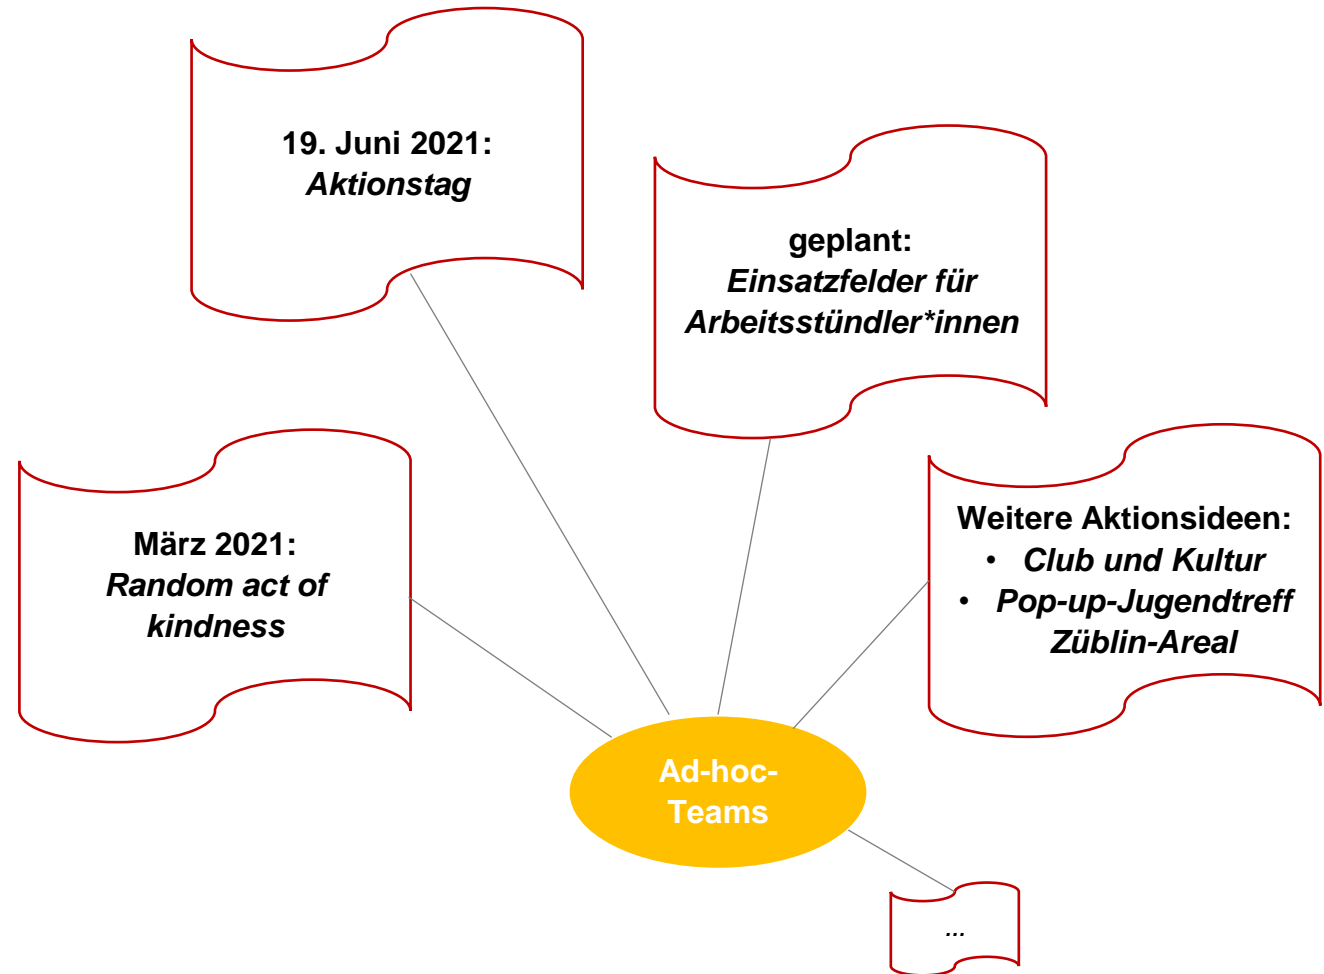 19. Juni 2021:
Aktionstag
geplant:
Einsatzfelder für
Arbeitsstündler*innen
März 2021:
Random act of
kindness
Weitere Aktionsideen:
• Club und Kultur
• Pop-up-Jugendtreff
Züblin-Areal
Ad-hoc-
Teams
...